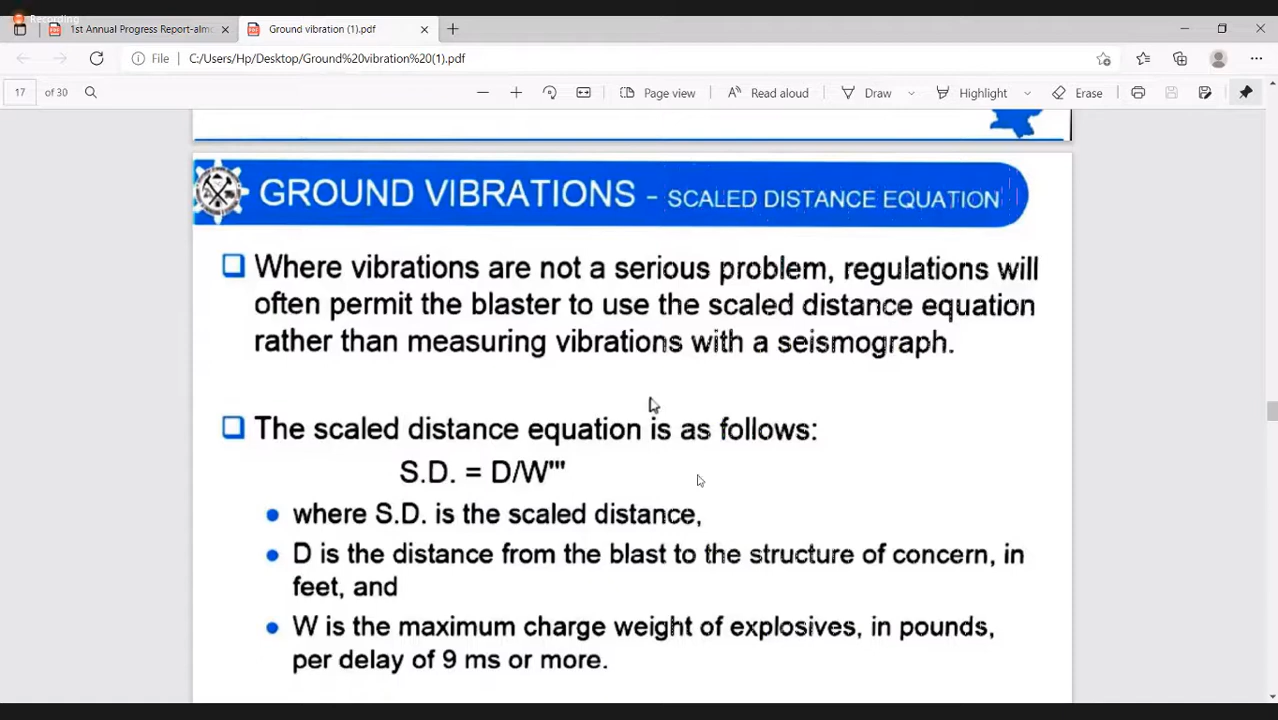 Recording
1st Annual Progress Report-almo
Ground vibration (1).pdf
File
C:/Users/Hp/Desktop/Ground%20vibration%20(1).pdf
17 of 30
Page view
Read aloud
Draw
Highlight
Erase
GROUND VIBRATIONS - SCALED DISTANCE EQUATION
Where vibrations are not a serious problem, regulations will
often permit the blaster to use the scaled distance equation
rather than measuring vibrations with a seismograph.
The scaled distance equation is as follows:
S.D. = D/W'"
where S.D. is the scaled distance,
D is the distance from the blast to the structure of concern, in
feet, and
W is the maximum charge weight of explosives, in pounds,
per delay of 9 ms or more.